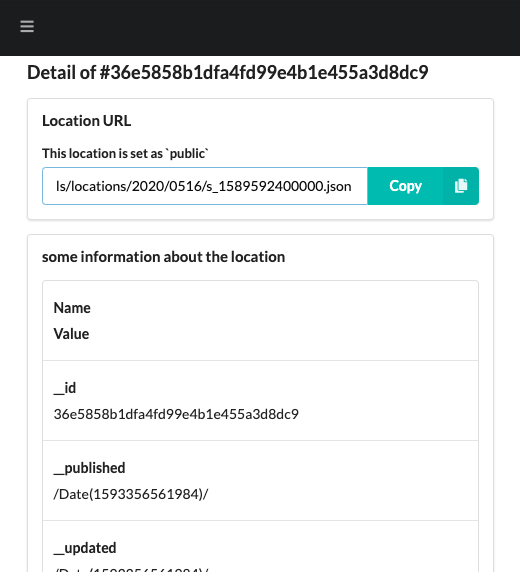 Detail of #36e5858b1dfa4fd99e4b1e455a3d8dc9
Location URL
This location is set as `public`
ls/locations/2020/0516/s_1589592400000.json
Copy
some information about the location
Name
Value
__id
36e5858b1dfa4fd99e4b1e455a3d8dc9
__published
/Date(1593356561984)/
__updated